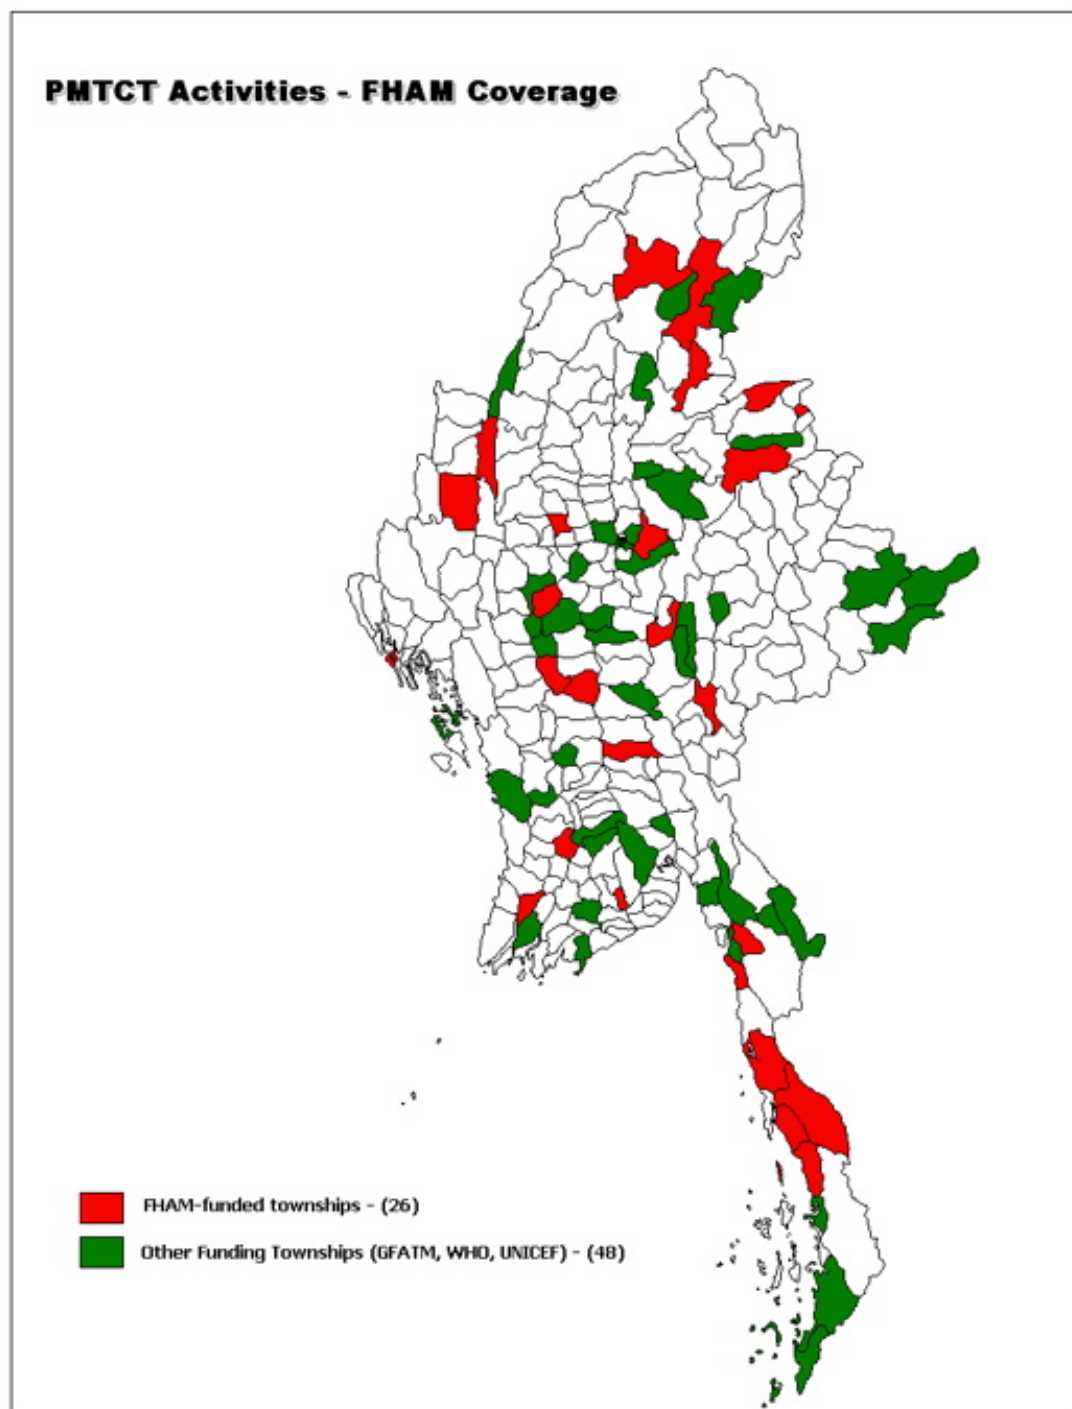 PMTCT Activities - FHAM Coverage
FHAM-funded townships - (26)
Other Funding Townships (GFATM, WHO, UNICEF) - (48)